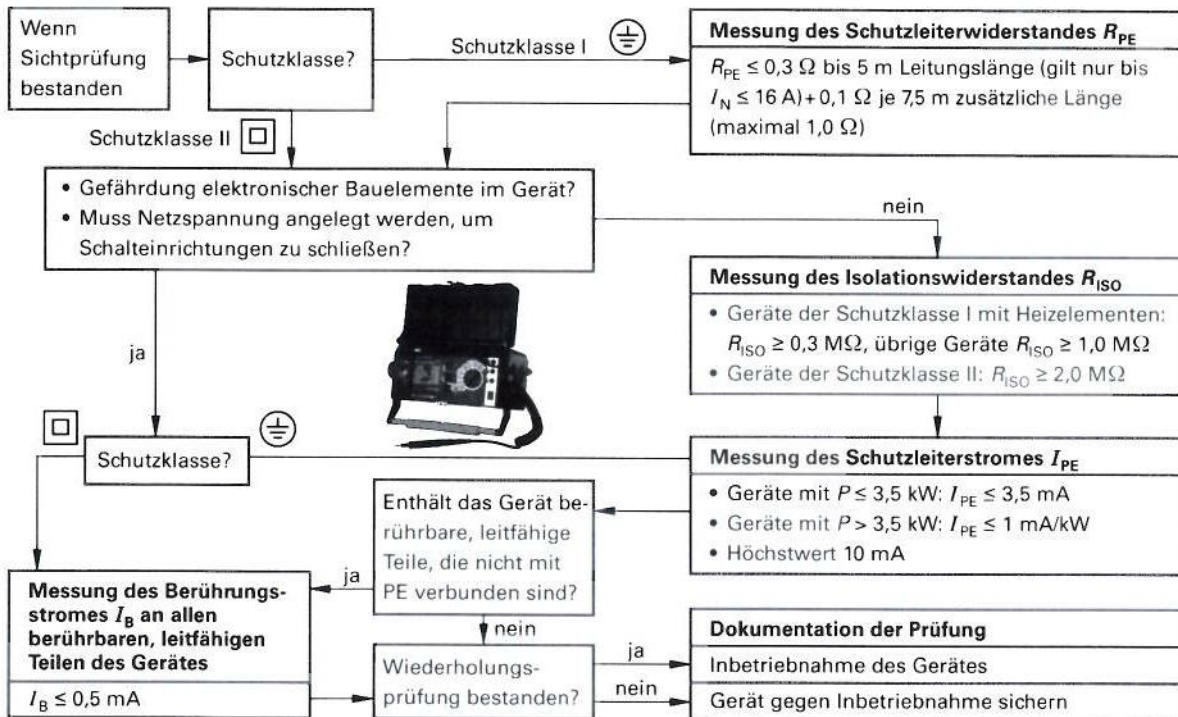 Wenn
Sichtprüfung
bestanden
Schutzklasse?
Schutzklasse I
Messung des Schutzleiterwiderstandes R_PE
R_PE ≤ 0,3 Ω bis 5 m Leitungslänge (gilt nur bis
I_N ≤ 16 A) + 0,1 Ω je 7,5 m zusätzliche Länge
(maximal 1,0 Ω)
Schutzklasse II
• Gefährdung elektronischer Bauelemente im Gerät?
• Muss Netzspannung angelegt werden, um
Schalteinrichtungen zu schließen?
nein
Messung des Isolationswiderstandes R_ISO
• Geräte der Schutzklasse I mit Heizelementen:
R_ISO ≥ 0,3 MΩ, übrige Geräte R_ISO ≥ 1,0 MΩ
• Geräte der Schutzklasse II: R_ISO ≥ 2,0 MΩ
ja
Schutzklasse?
Messung des Schutzleiterstromes I_PE
• Geräte mit P ≤ 3,5 kW: I_PE ≤ 3,5 mA
• Geräte mit P > 3,5 kW: I_PE ≤ 1 mA/kW
• Höchstwert 10 mA
Enthält das Gerät be-
rührbare, leitfähige
Teile, die nicht mit
PE verbunden sind?
ja
nein
Messung des Berührungs-
stromes I_B an allen
berührbaren, leitfähigen
Teilen des Gerätes
I_B ≤ 0,5 mA
Wiederholungs-
prüfung bestanden?
ja
nein
Dokumentation der Prüfung
Inbetriebnahme des Gerätes
Gerät gegen Inbetriebnahme sichern